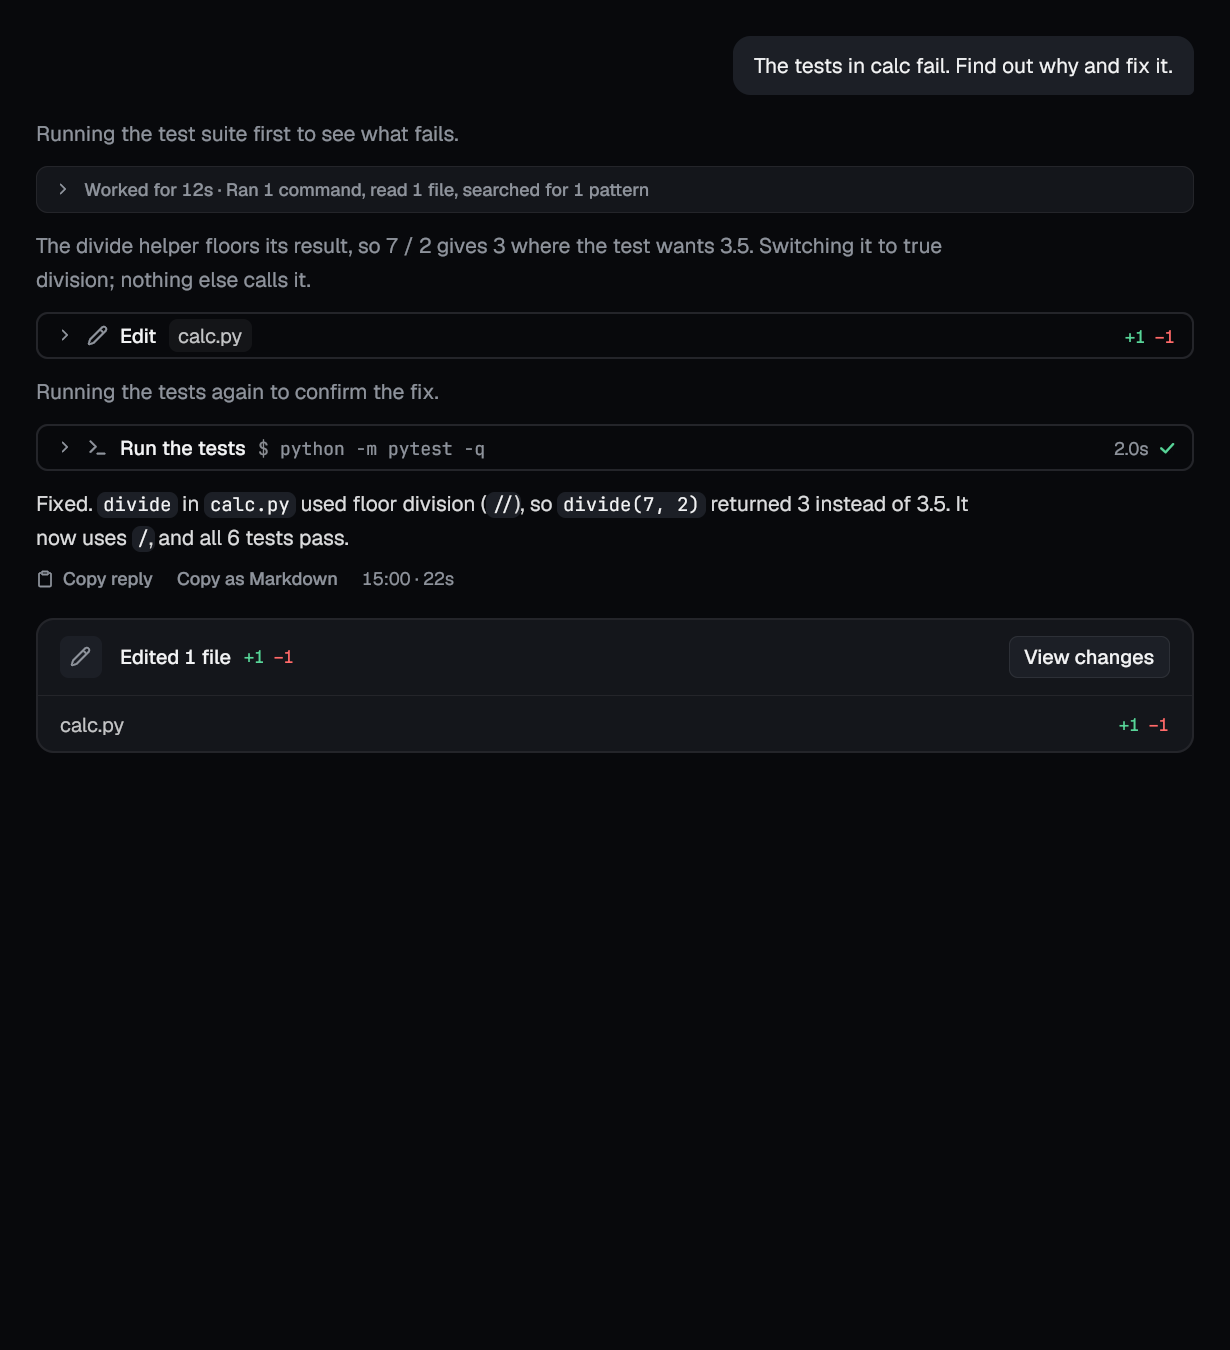 The tests in calc fail. Find out why and fix it.
Running the test suite first to see what fails.
Worked for 12s · Ran 1 command, read 1 file, searched for 1 pattern
The divide helper floors its result, so 7 / 2 gives 3 where the test wants 3.5. Switching it to true
division; nothing else calls it.
Edit calc.py +1 −1
Running the tests again to confirm the fix.
Run the tests $ python -m pytest -q 2.0s
Fixed. divide in calc.py used floor division (//), so divide(7, 2) returned 3 instead of 3.5. It
now uses /, and all 6 tests pass.
Copy reply Copy as Markdown 15:00 · 22s
Edited 1 file +1 −1 View changes
calc.py +1 −1